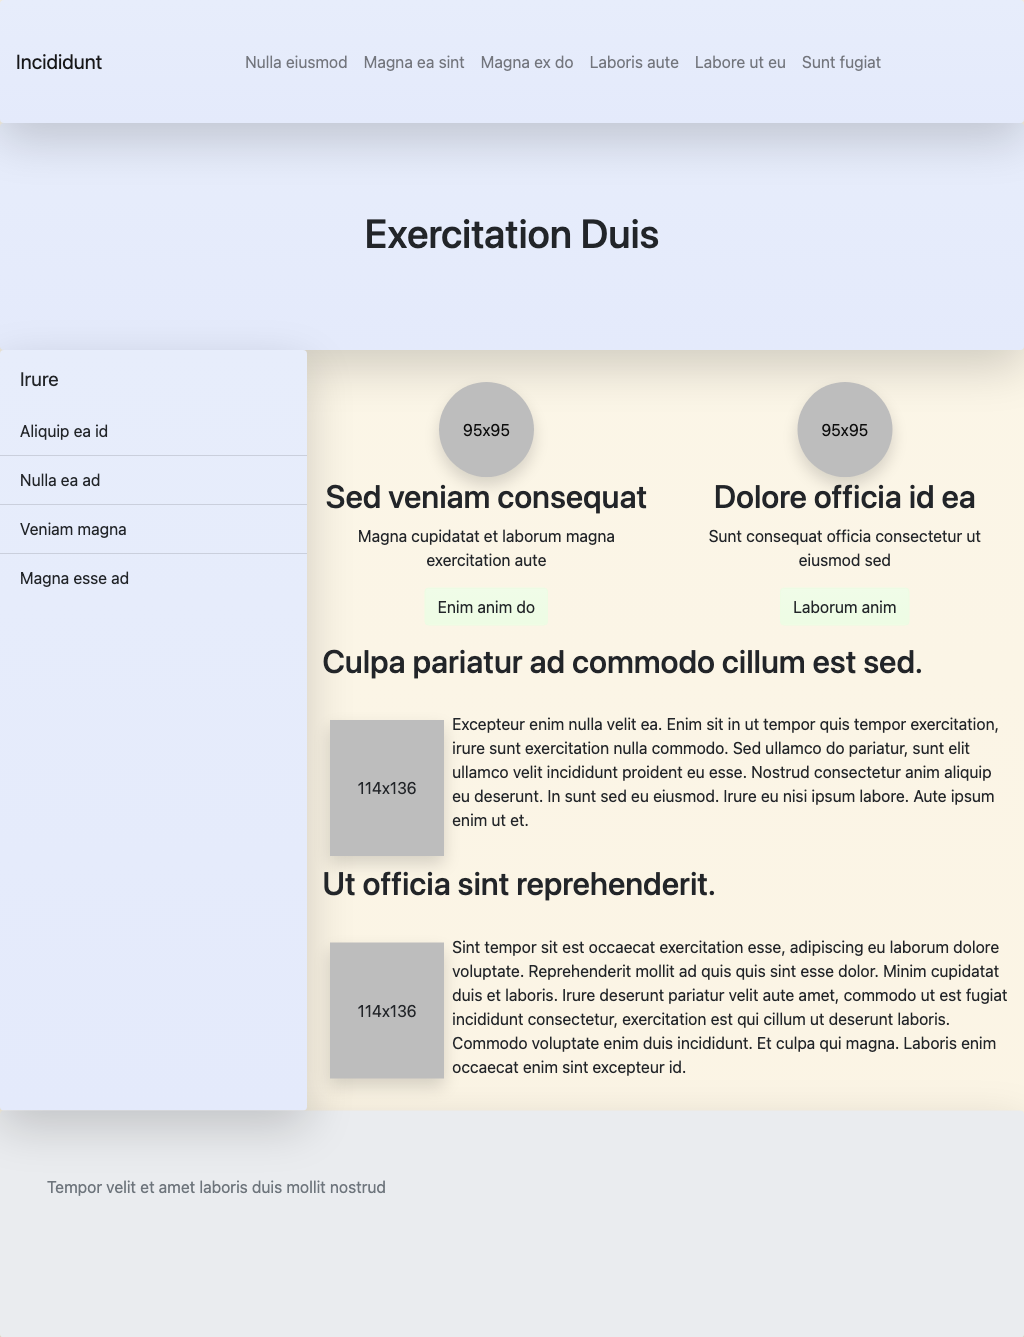 Incididunt
Nulla eiusmod Magna ea sint Magna ex do Laboris aute Labore ut eu Sunt fugiat
Exercitation Duis
Irure
Aliquip ea id
Nulla ea ad
Veniam magna
Magna esse ad
95x95
Sed veniam consequat
Magna cupidatat et laborum magna
exercitation aute
Enim anim do
95x95
Dolore officia id ea
Sunt consequat officia consectetur ut
eiusmod sed
Laborum anim
Culpa pariatur ad commodo cillum est sed.
114x136
Excepteur enim nulla velit ea. Enim sit in ut tempor quis tempor exercitation,
irure sunt exercitation nulla commodo. Sed ullamco do pariatur, sunt elit
ullamco velit incididunt proident eu esse. Nostrud consectetur anim aliquip
eu deserunt. In sunt sed eu eiusmod. Irure eu nisi ipsum labore. Aute ipsum
enim ut et.
Ut officia sint reprehenderit.
114x136
Sint tempor sit est occaecat exercitation esse, adipiscing eu laborum dolore
voluptate. Reprehenderit mollit ad quis quis sint esse dolor. Minim cupidatat
duis et laboris. Irure deserunt pariatur velit aute amet, commodo ut est fugiat
incididunt consectetur, exercitation est qui cillum ut deserunt laboris.
Commodo voluptate enim duis incididunt. Et culpa qui magna. Laboris enim
occaecat enim sint excepteur id.
Tempor velit et amet laboris duis mollit nostrud